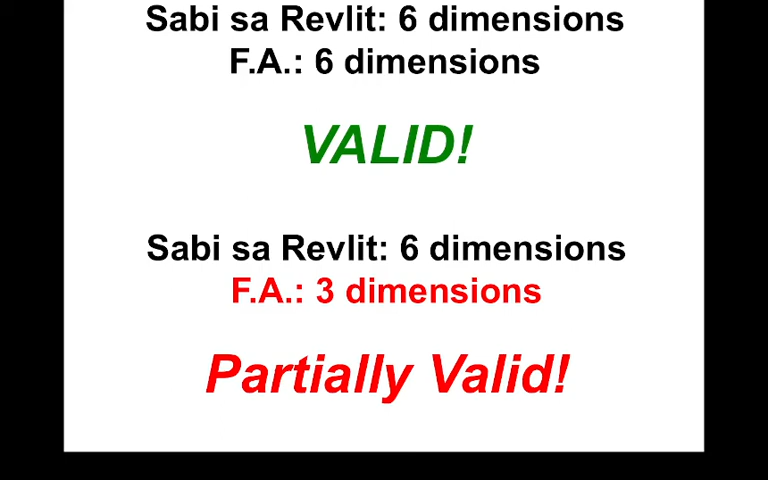 Sabi sa Revlit: 6 dimensions
F.A.: 6 dimensions
VALID!
Sabi sa Revlit: 6 dimensions
F.A.: 3 dimensions
Partially Valid!